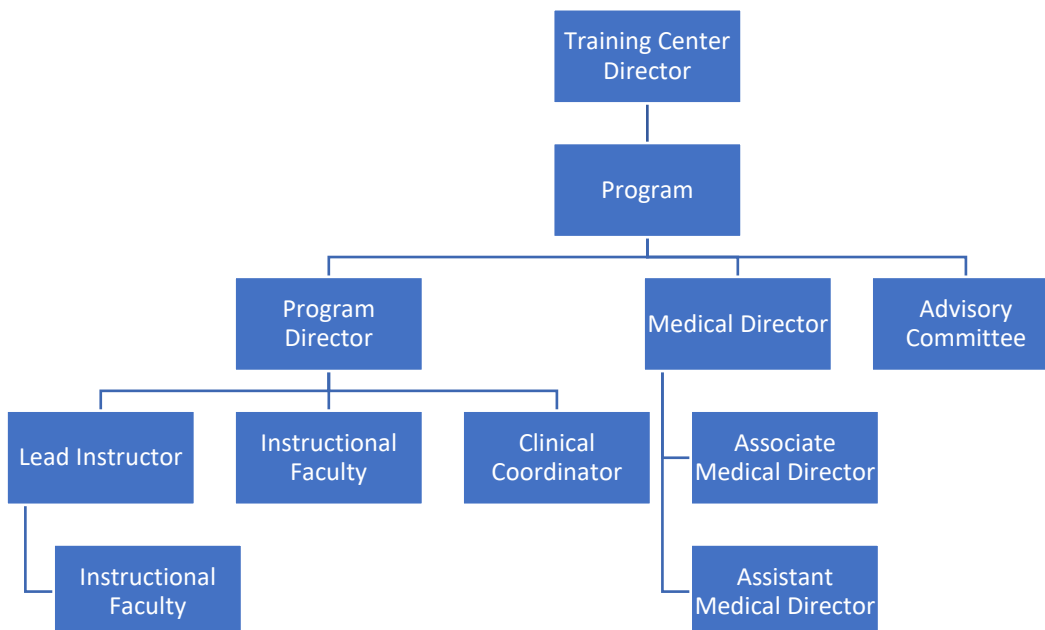 Training Center
Director
Program
Program
Director
Medical Director
Advisory
Committee
Lead Instructor
Instructional
Faculty
Clinical
Coordinator
Associate
Medical Director
Instructional
Faculty
Assistant
Medical Director